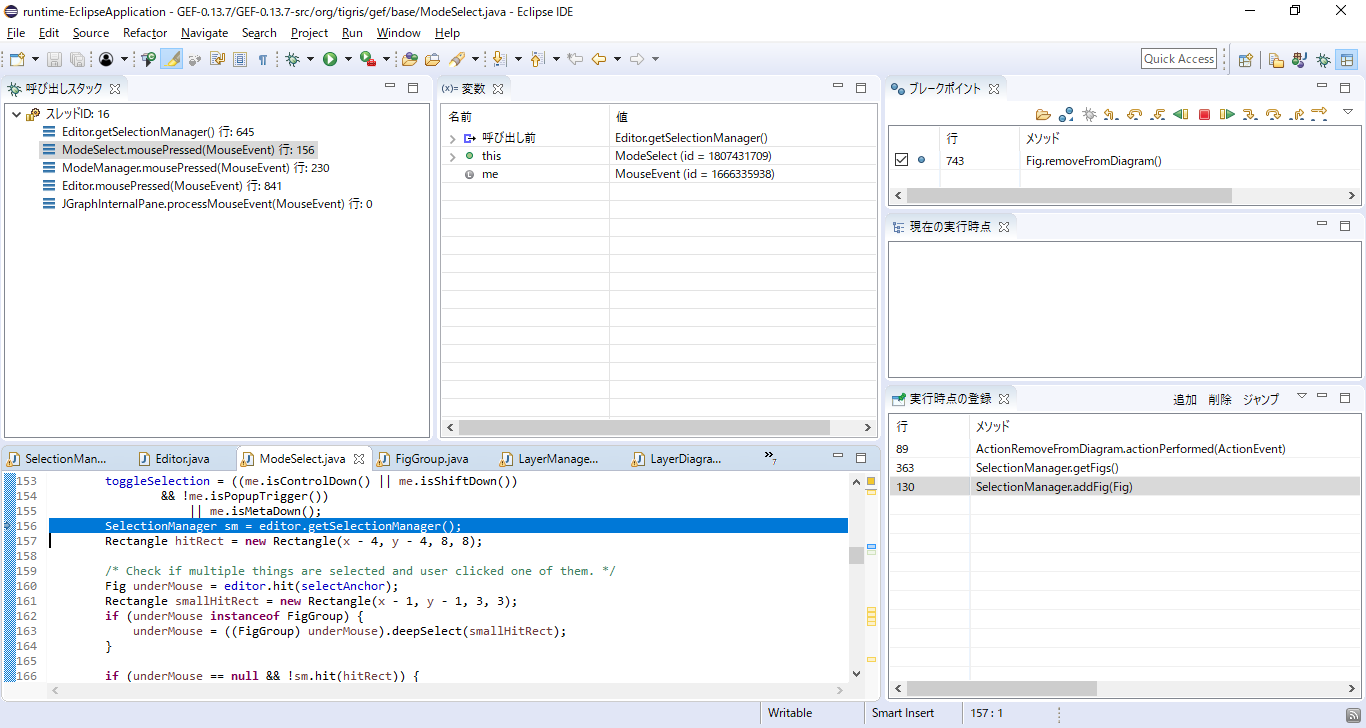 runtime-EclipseApplication - GEF-0.13.7/GEF-0.13.7-src/org/tigris/gef/base/ModeSelect.java - Eclipse IDE
File Edit Source Refactor Navigate Search Project Run Window Help
Quick Access
呼び出しスタック
スレッドID: 16
Editor.getSelectionManager() 行: 645
ModeSelect.mousePressed(MouseEvent) 行: 156
ModeManager.mousePressed(MouseEvent) 行: 230
Editor.mousePressed(MouseEvent) 行: 841
JGraphInternalPane.processMouseEvent(MouseEvent) 行: 0
(x)= 変数
名前 値
呼び出し前 Editor.getSelectionManager()
this ModeSelect (id = 1807431709)
me MouseEvent (id = 1666335938)
ブレークポイント
行 メソッド
743 Fig.removeFromDiagram()
現在の実行時点
実行時点の登録 追加 削除 ジャンプ
行 メソッド
89 ActionRemoveFromDiagram.actionPerformed(ActionEvent)
363 SelectionManager.getFigs()
130 SelectionManager.addFig(Fig)
SelectionMan... Editor.java ModeSelect.java FigGroup.java LayerManage... LayerDiagra... »7
153 toggleSelection = ((me.isControlDown() || me.isShiftDown())
154 && !me.isPopupTrigger())
155 || me.isMetaDown();
156 SelectionManager sm = editor.getSelectionManager();
157 Rectangle hitRect = new Rectangle(x - 4, y - 4, 8, 8);
158
159 /* Check if multiple things are selected and user clicked one of them. */
160 Fig underMouse = editor.hit(selectAnchor);
161 Rectangle smallHitRect = new Rectangle(x - 1, y - 1, 3, 3);
162 if (underMouse instanceof FigGroup) {
163 underMouse = ((FigGroup) underMouse).deepSelect(smallHitRect);
164 }
165
166 if (underMouse == null && !sm.hit(hitRect)) {
Writable Smart Insert 157 : 1